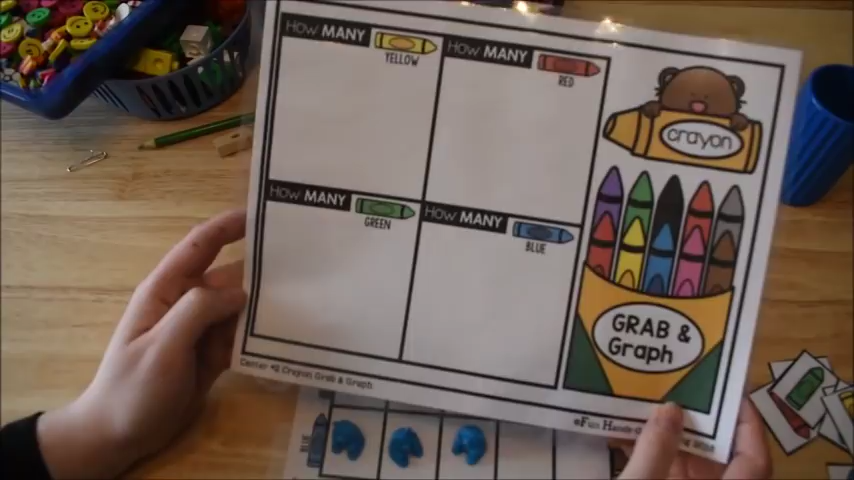 How MANY
YELLOW
How MANY
RED
crayon
How MANY
GREEN
How MANY
BLUE
GRAB &
Graph
Center #2 Crayon Grab & Graph
BLUE